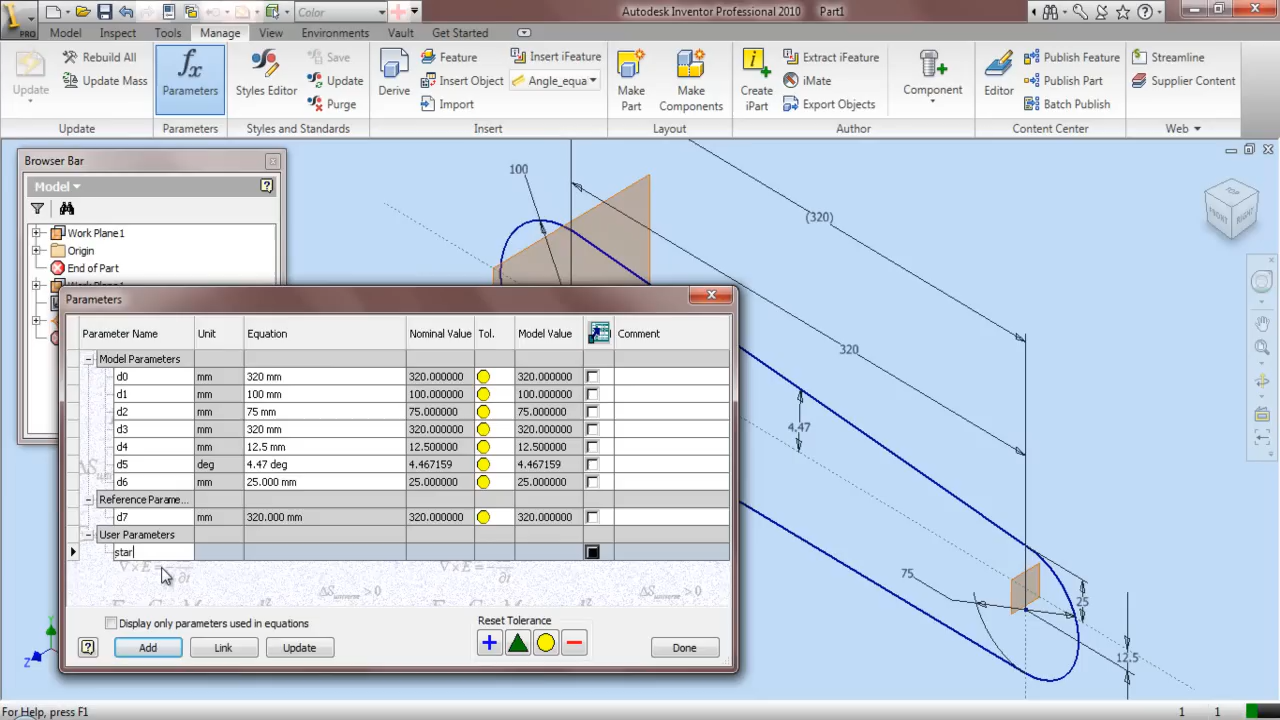 Color
Autodesk Inventor Professional 2010 Part1
PRO
Model Inspect Tools Manage View Environments Vault Get Started
Update
Rebuild All
Update Mass
Update
fx
Parameters
Parameters
Styles Editor
Save
Update
Purge
Styles and Standards
Derive
Feature
Insert Object
Import
Insert iFeature
Angle_equa
Insert
Make
Part
Make
Components
Layout
Create
iPart
Extract iFeature
iMate
Export Objects
Author
Component
Editor
Publish Feature
Publish Part
Batch Publish
Content Center
Streamline
Supplier Content
Web
Browser Bar
Model
Work Plane1
Origin
End of Part
Work Plane1
100
(320)
320
4.47
75
25
12.5
TOP
FRONT
RIGHT
Parameters
Parameter Name Unit Equation Nominal Value Tol. Model Value Comment
Model Parameters
d0 mm 320 mm 320.000000 320.000000
d1 mm 100 mm 100.000000 100.000000
d2 mm 75 mm 75.000000 75.000000
d3 mm 320 mm 320.000000 320.000000
d4 mm 12.5 mm 12.500000 12.500000
d5 deg 4.47 deg 4.467159 4.467159
d6 mm 25.000 mm 25.000000 25.000000
Reference Parame...
d7 mm 320.000 mm 320.000000 320.000000
User Parameters
star
Display only parameters used in equations
Reset Tolerance
Add Link Update Done
Z
For Help, press F1
1 1